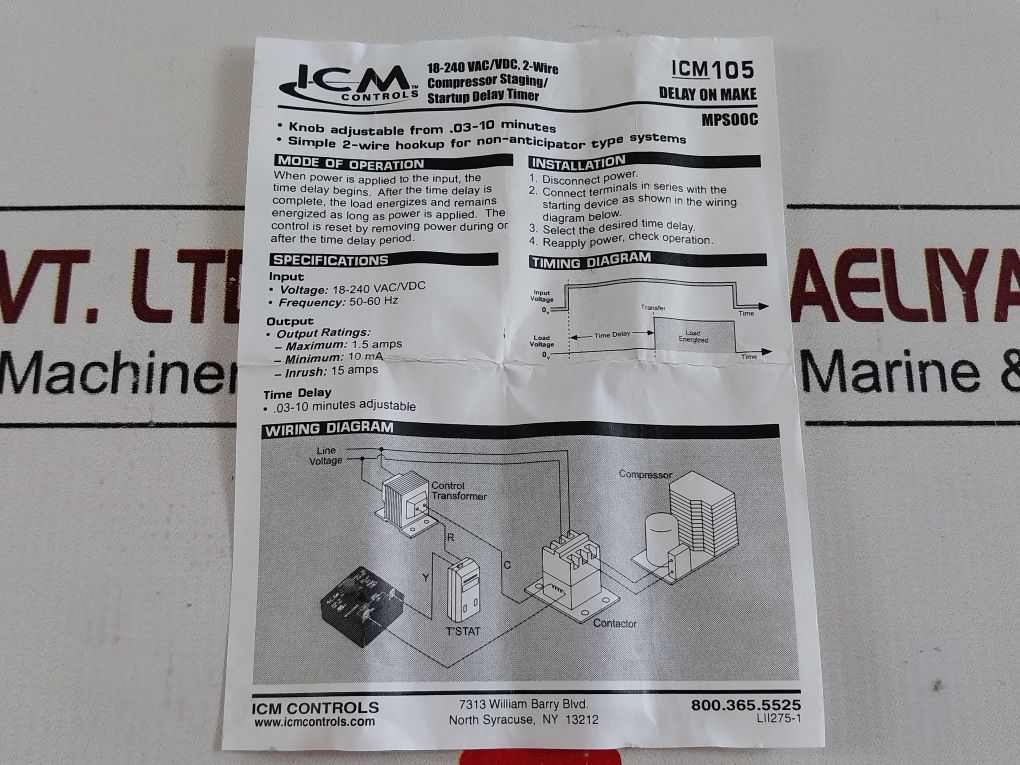 ICM™
CONTROLS
18-240 VAC/VDC, 2-Wire
Compressor Staging/
Startup Delay Timer
ICM105
DELAY ON MAKE
MPS00C
• Knob adjustable from .03-10 minutes
• Simple 2-wire hookup for non-anticipator type systems
MODE OF OPERATION
When power is applied to the input, the
time delay begins. After the time delay is
complete, the load energizes and remains
energized as long as power is applied. The
control is reset by removing power during or
after the time delay period.
SPECIFICATIONS
Input
• Voltage: 18-240 VAC/VDC
• Frequency: 50-60 Hz
Output
• Output Ratings:
– Maximum: 1.5 amps
– Minimum: 10 mA
– Inrush: 15 amps
Time Delay
• .03-10 minutes adjustable
INSTALLATION
1. Disconnect power.
2. Connect terminals in series with the
starting device as shown in the wiring
diagram below.
3. Select the desired time delay.
4. Reapply power, check operation.
TIMING DIAGRAM
Input
Voltage
0v
Transfer
Time
Load
Voltage
0v
Time Delay
Load
Energized
Time
WIRING DIAGRAM
Line
Voltage
Control
Transformer
R
Y
C
T'STAT
Compressor
Contactor
ICM CONTROLS
www.icmcontrols.com
7313 William Barry Blvd.
North Syracuse, NY 13212
800.365.5525
LII275-1
VT. LT
AELIYA
Machiner
Marine &